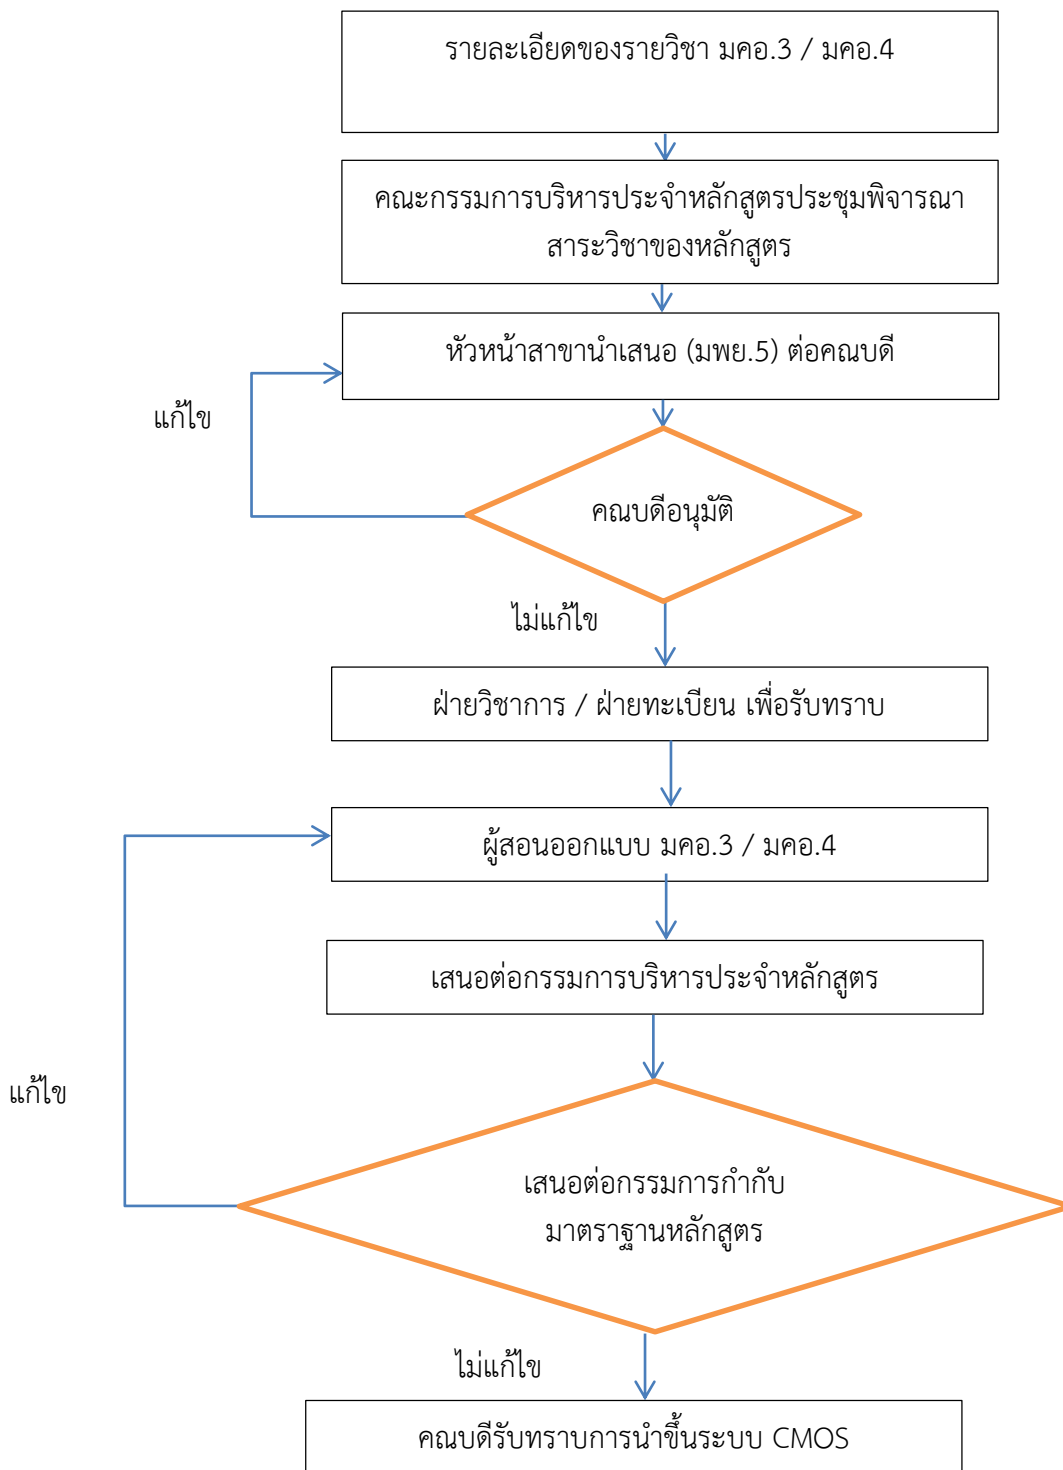 รายละเอียดของรายวิชา มคอ.3 / มคอ.4
คณะกรรมการบริหารประจำหลักสูตรประชุมพิจารณา
สาระวิชาของหลักสูตร
หัวหน้าสาขานำเสนอ (มพย.5) ต่อคณบดี
แก้ไข
คณบดีอนุมัติ
ไม่แก้ไข
ฝ่ายวิชาการ / ฝ่ายทะเบียน เพื่อรับทราบ
ผู้สอนออกแบบ มคอ.3 / มคอ.4
เสนอต่อกรรมการบริหารประจำหลักสูตร
แก้ไข
เสนอต่อกรรมการกำกับ
มาตราฐานหลักสูตร
ไม่แก้ไข
คณบดีรับทราบการนำขึ้นระบบ CMOS